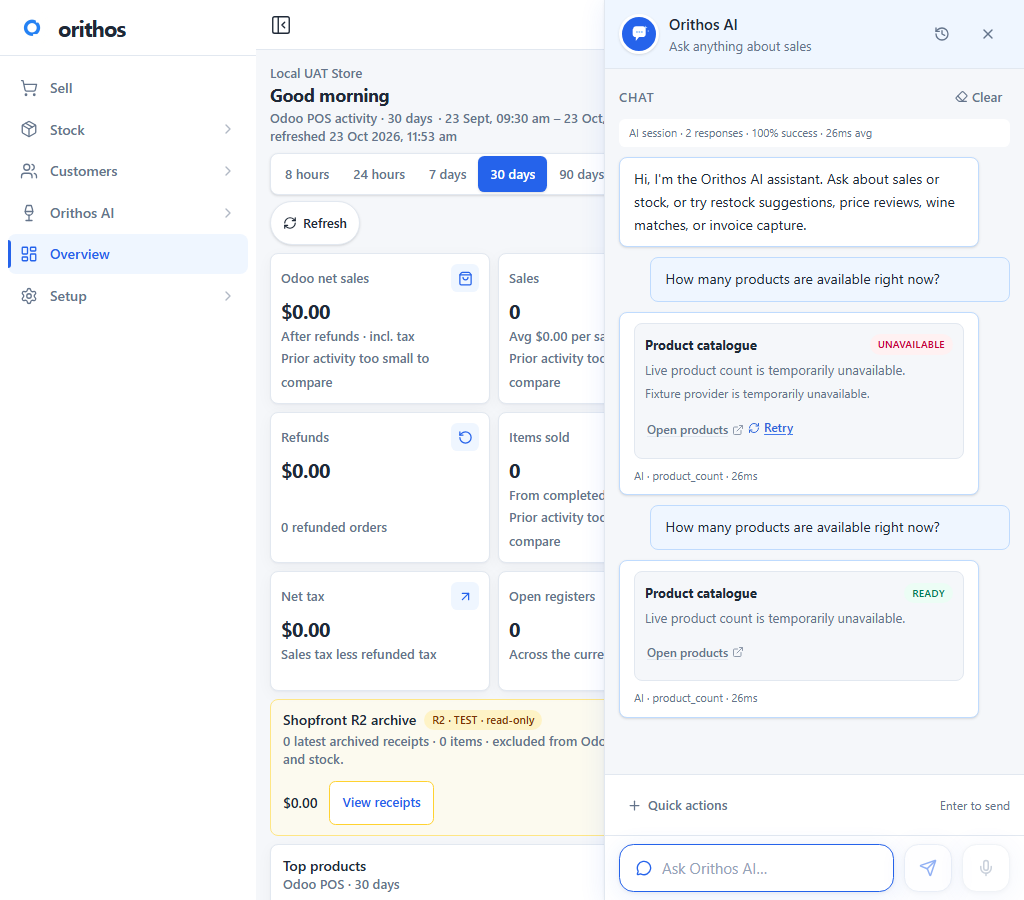 orithos
Sell
Stock
Customers
Orithos AI
Overview
Setup
Local UAT Store
Good morning
Odoo POS activity · 30 days · 23 Sept, 09:30 am – 23 Oct,
refreshed 23 Oct 2026, 11:53 am
8 hours
24 hours
7 days
30 days
90 days
Refresh
Odoo net sales
$0.00
After refunds · incl. tax
Prior activity too small to
compare
Sales
0
Avg $0.00 per sa
Prior activity too
compare
Refunds
$0.00
0 refunded orders
Items sold
0
From completed
Prior activity too
compare
Net tax
$0.00
Sales tax less refunded tax
Open registers
0
Across the curre
Shopfront R2 archive
R2 · TEST · read-only
0 latest archived receipts · 0 items · excluded from Odo
and stock.
$0.00
View receipts
Top products
Odoo POS · 30 days
Orithos AI
Ask anything about sales
CHAT
Clear
AI session · 2 responses · 100% success · 26ms avg
Hi, I'm the Orithos AI assistant. Ask about sales or
stock, or try restock suggestions, price reviews, wine
matches, or invoice capture.
How many products are available right now?
Product catalogue
UNAVAILABLE
Live product count is temporarily unavailable.
Fixture provider is temporarily unavailable.
Open products
Retry
AI · product_count · 26ms
How many products are available right now?
Product catalogue
READY
Live product count is temporarily unavailable.
Open products
AI · product_count · 26ms
Quick actions
Enter to send
Ask Orithos AI...